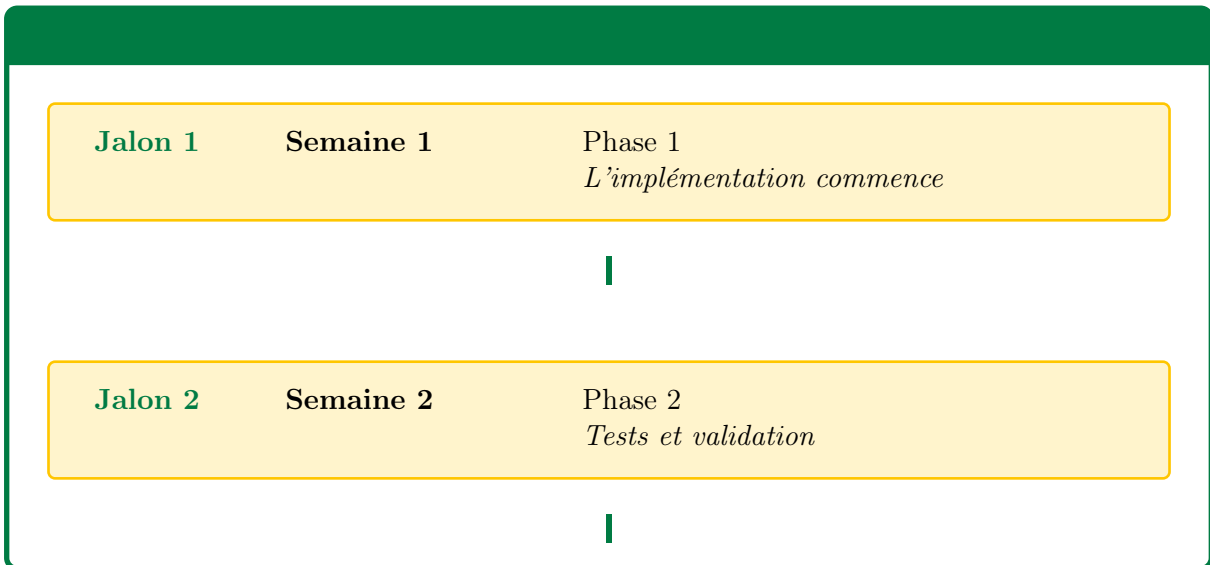 Jalon 1 Semaine 1 Phase 1
L'implémentation commence
Jalon 2 Semaine 2 Phase 2
Tests et validation